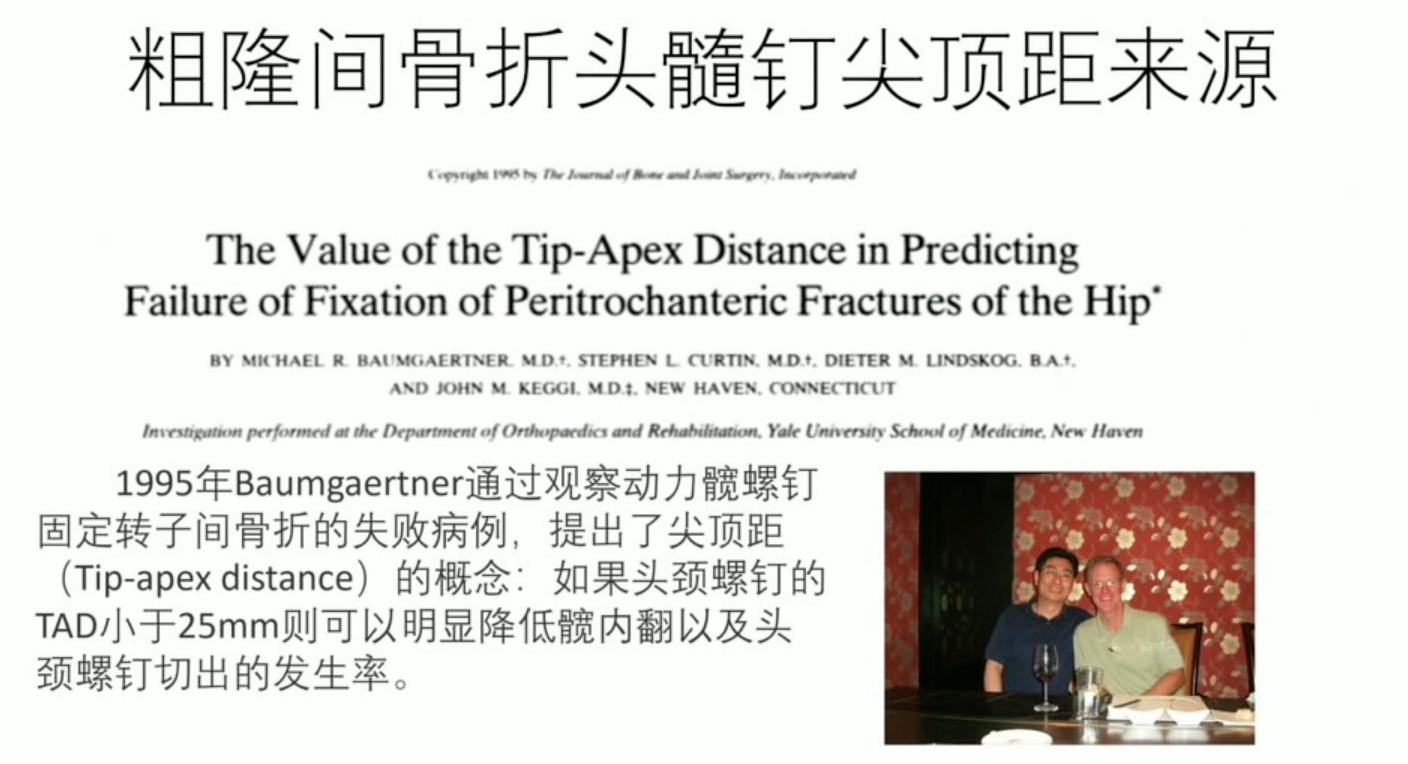 粗隆间骨折头髓钉尖顶距来源
Copyright 1995 by The Journal of Bone and Joint Surgery, Incorporated
The Value of the Tip-Apex Distance in Predicting
Failure of Fixation of Peritrochanteric Fractures of the Hip*
BY MICHAEL R. BAUMGAERTNER, M.D.†, STEPHEN L. CURTIN, M.D.†, DIETER M. LINDSKOG, B.A.†,
AND JOHN M. KEGGI, M.D.‡, NEW HAVEN, CONNECTICUT
Investigation performed at the Department of Orthopaedics and Rehabilitation, Yale University School of Medicine, New Haven
1995年Baumgaertner通过观察动力髋螺钉
固定转子间骨折的失败病例，提出了尖顶距
（Tip-apex distance）的概念：如果头颈螺钉的
TAD小于25mm则可以明显降低髋内翻以及头
颈螺钉切出的发生率。